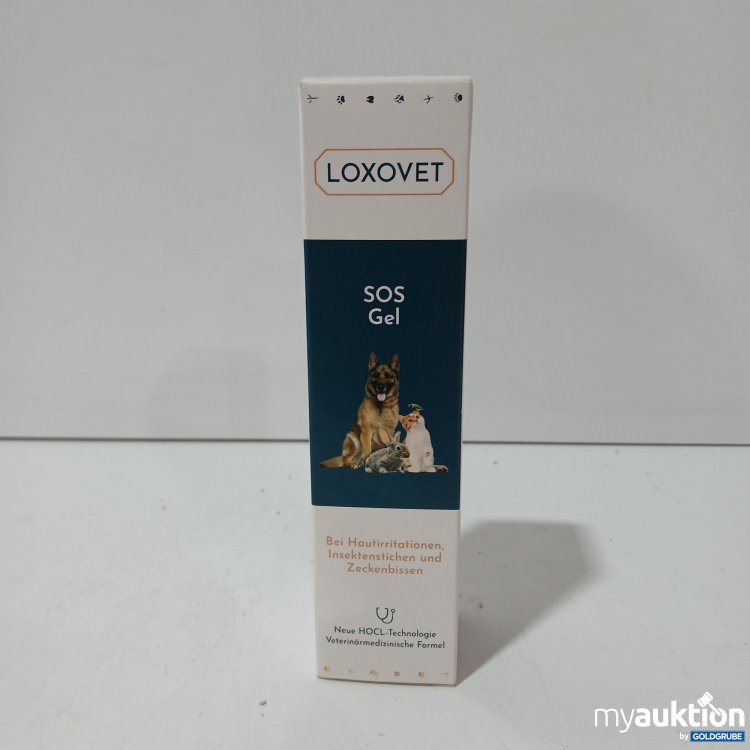 LOXOVET
SOS
Gel
Bei Hautirritationen,
Insektenstichen und
Zeckenbissen
Neue HOCL-Technologie
Veterinärmedizinische Formel
myauktion
by GOLDGRUBE